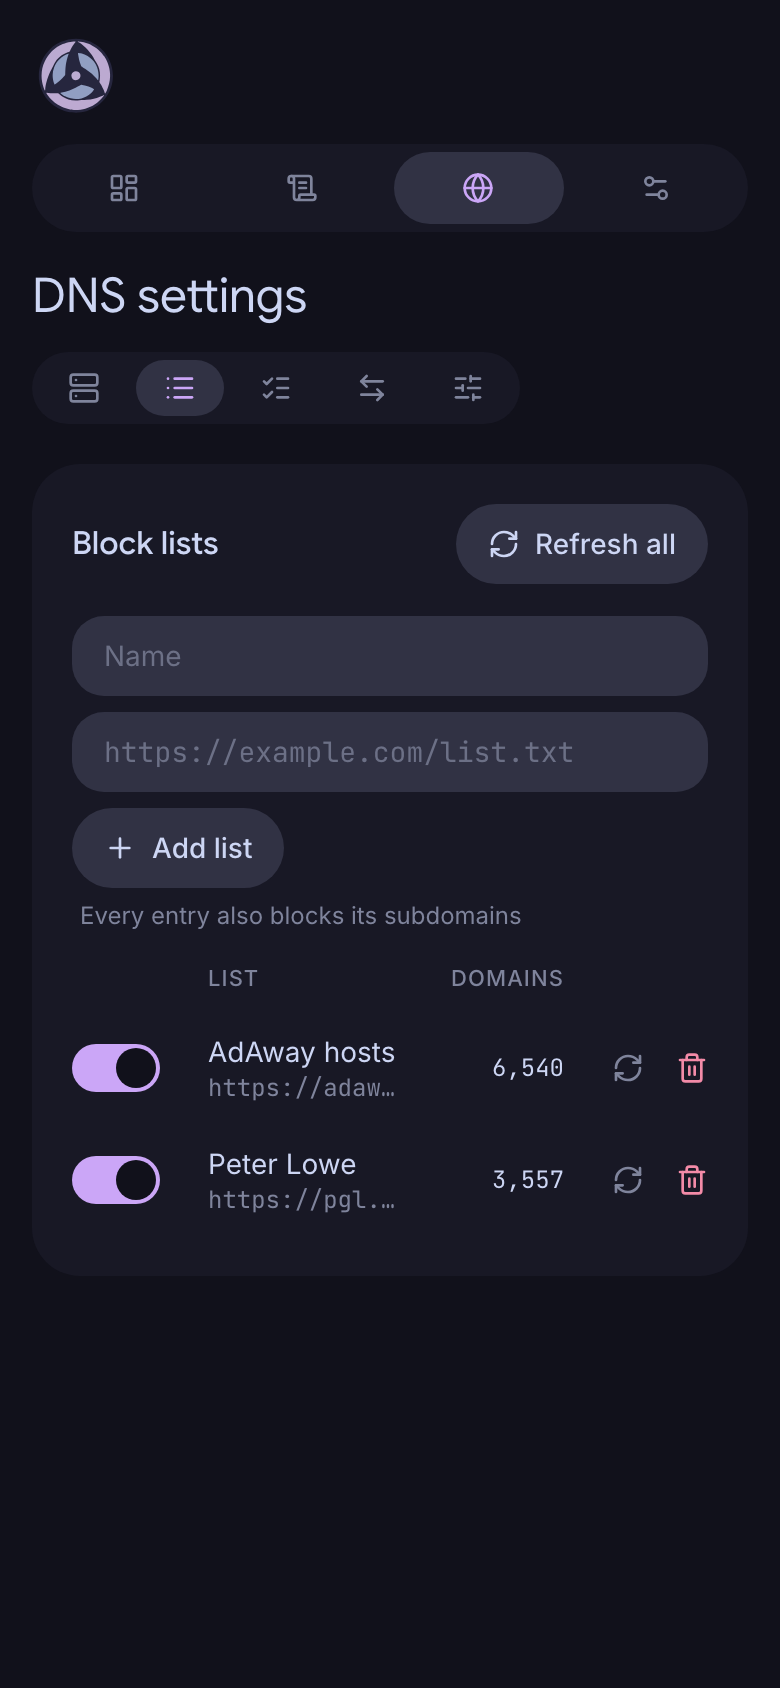 DNS settings
Block lists
Refresh all
Name
https://example.com/list.txt
Add list
Every entry also blocks its subdomains
LIST DOMAINS
AdAway hosts
https://adaw…
6,540
Peter Lowe
https://pgl.…
3,557